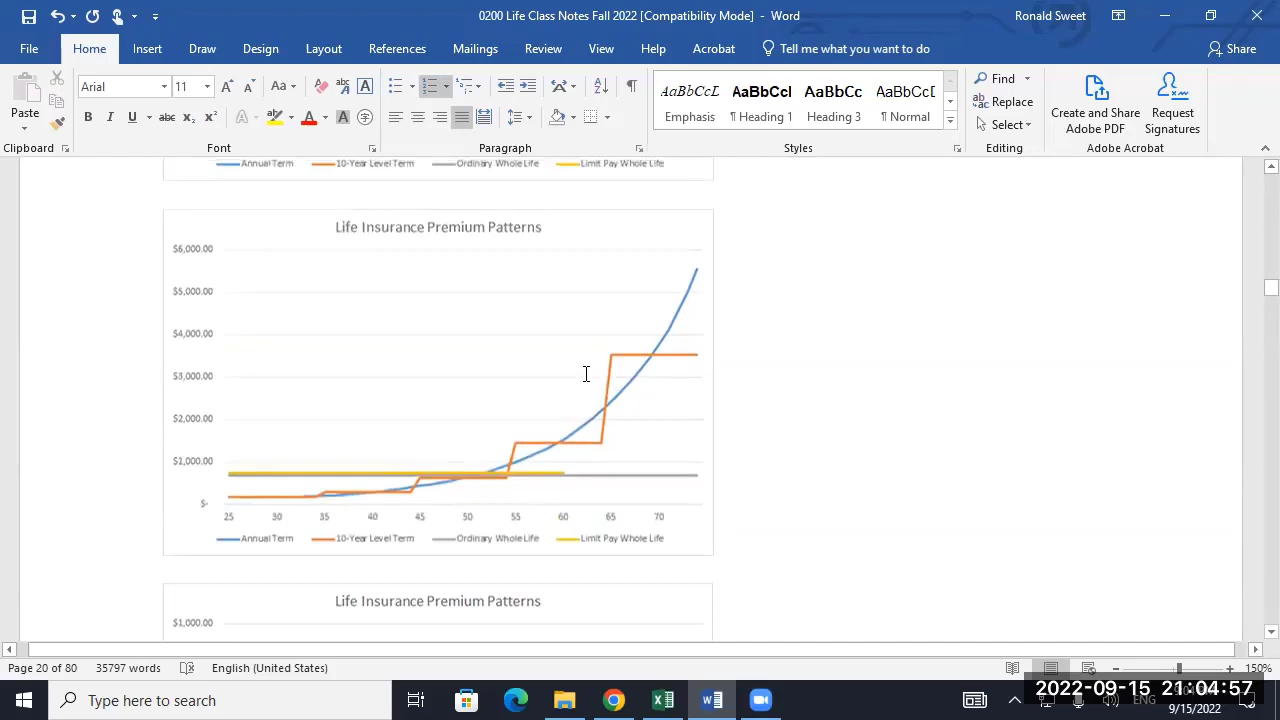 0200 Life Class Notes Fall 2022 [Compatibility Mode] - Word
Ronald Sweet
File Home Insert Draw Design Layout References Mailings Review View Help Acrobat Tell me what you want to do Share
Paste
Arial 11
Clipboard
Font
Paragraph
AaBbCcL AaBbCcI AaBbCc AaBbCcD
Emphasis ¶ Heading 1 Heading 3 ¶ Normal
Styles
Find
Replace
Select
Editing
Create and Share Adobe PDF
Request Signatures
Adobe Acrobat
Annual Term 10-Year Level Term Ordinary Whole Life Limit Pay Whole Life
Life Insurance Premium Patterns
$6,000.00
$5,000.00
$4,000.00
$3,000.00
$2,000.00
$1,000.00
$-
25 30 35 40 45 50 55 60 65 70
Annual Term 10-Year Level Term Ordinary Whole Life Limit Pay Whole Life
Life Insurance Premium Patterns
$1,000.00
Page 20 of 80 35797 words English (United States) 150%
Type here to search
2022-09-15 21:04:57
ENG
9/15/2022